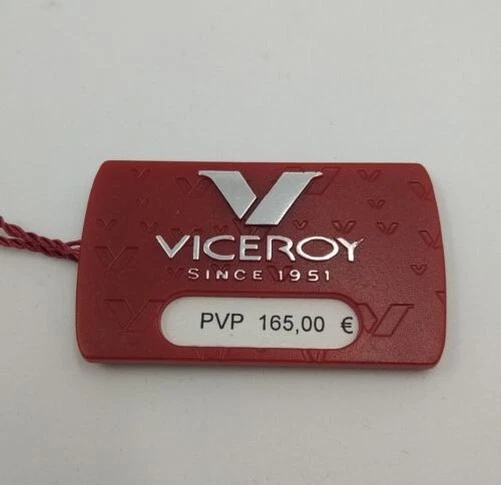 VICEROY
SINCE 1951
PVP 165,00 €